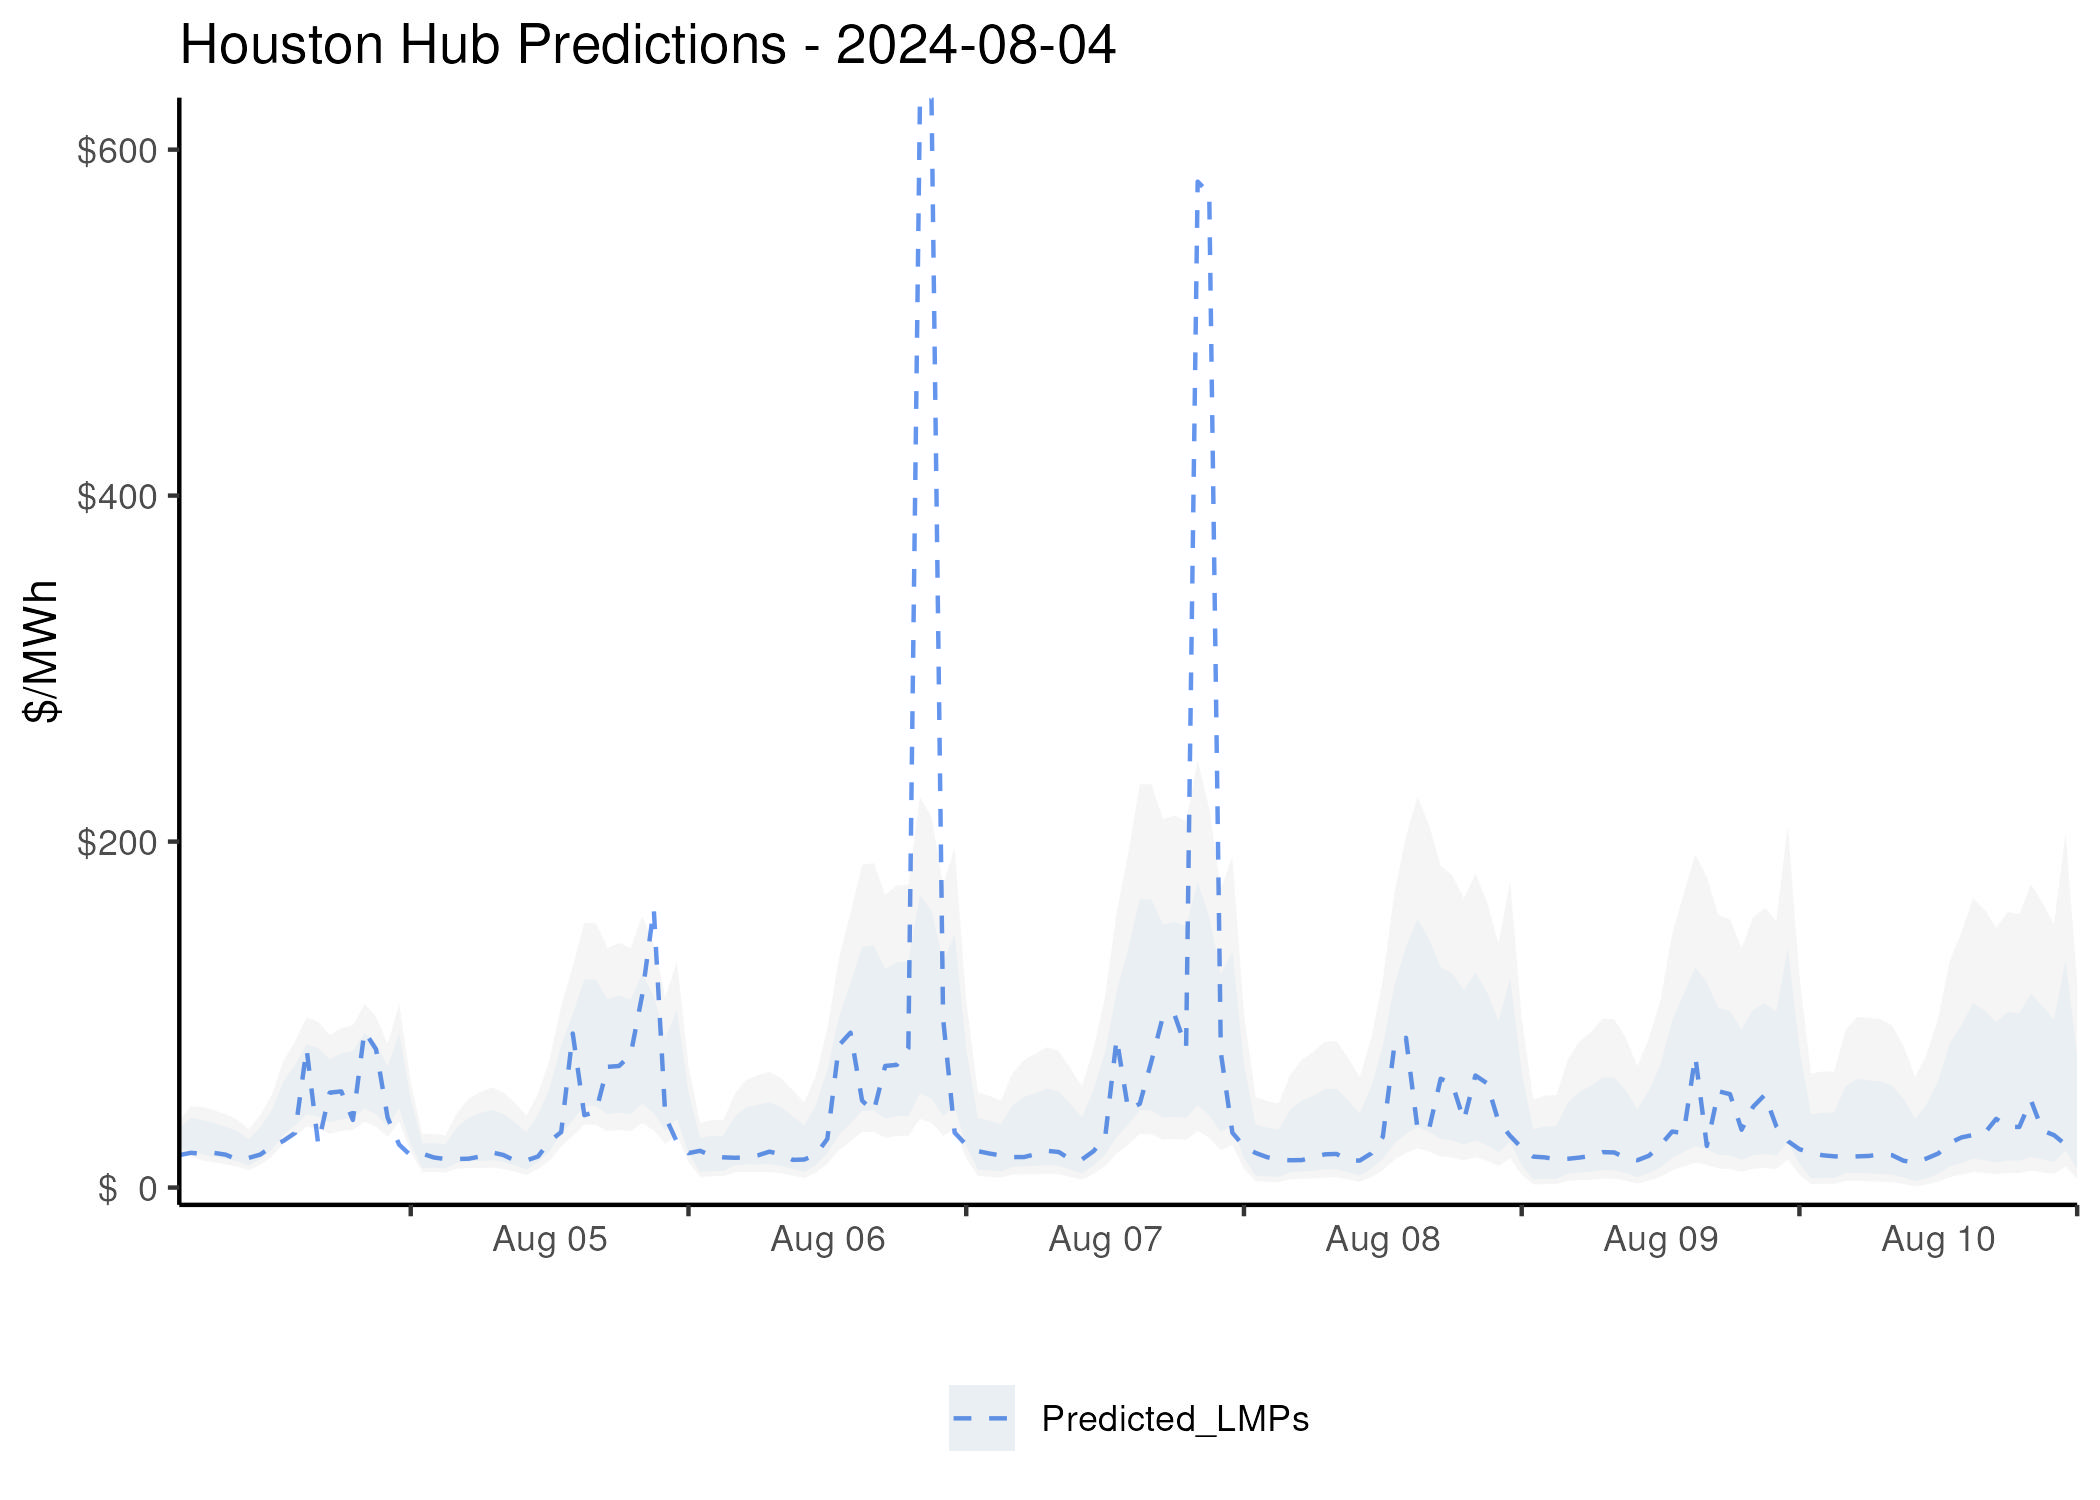 Houston Hub Predictions - 2024-08-04
$/MWh
$600
$400
$200
$  0
Aug 05
Aug 06
Aug 07
Aug 08
Aug 09
Aug 10
Predicted_LMPs